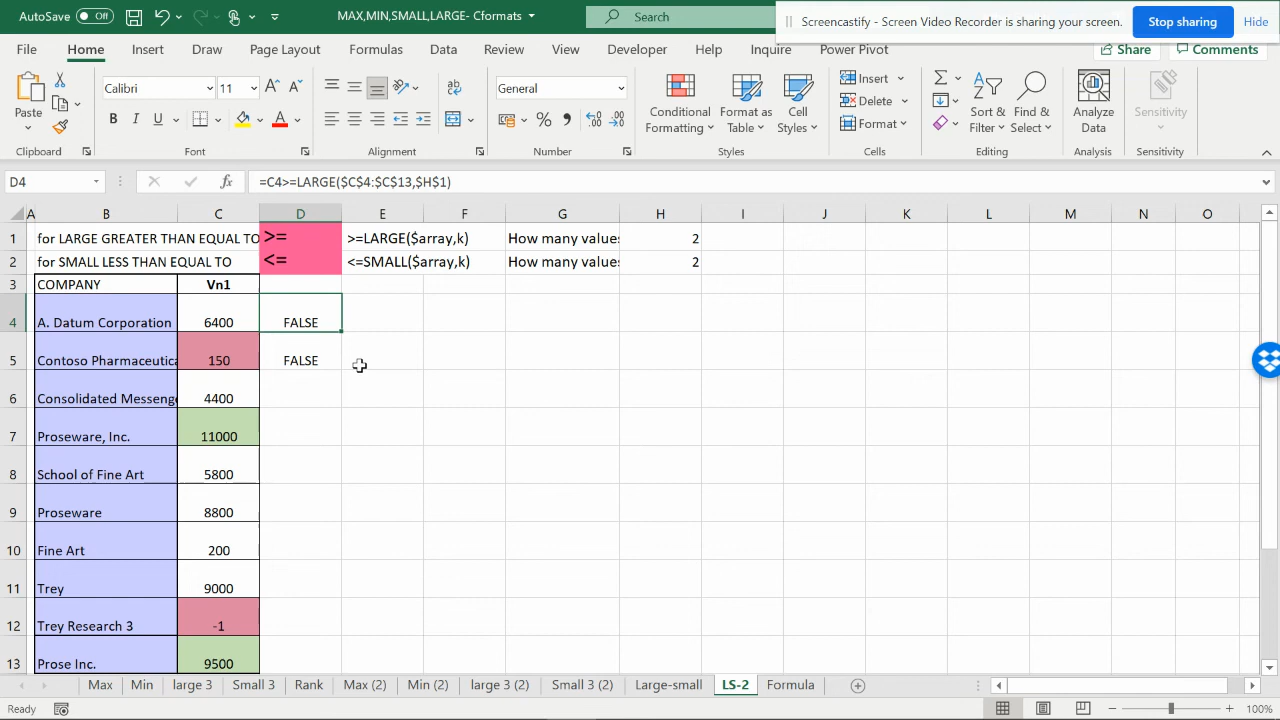 AutoSave Off MAX,MIN,SMALL,LARGE- Cformats Search Screencastify - Screen Video Recorder is sharing your screen. Stop sharing Hide
File Home Insert Draw Page Layout Formulas Data Review View Developer Help Inquire Power Pivot Share Comments
Paste Calibri 11 General Conditional Formatting Format as Table Cell Styles Insert Delete Format Sort & Filter Find & Select Analyze Data Sensitivity
Clipboard Font Alignment Number Styles Cells Editing Analysis Sensitivity
D4 fx =C4>=LARGE($C$4:$C$13,$H$1)
A B C D E F G H I J K L M N O
1 for LARGE GREATER THAN EQUAL TO >= >=LARGE($array,k) How many values 2
2 for SMALL LESS THAN EQUAL TO <= <=SMALL($array,k) How many values 2
3 COMPANY Vn1
4 A. Datum Corporation 6400 FALSE
5 Contoso Pharmaceutica 150 FALSE
6 Consolidated Messenge 4400
7 Proseware, Inc. 11000
8 School of Fine Art 5800
9 Proseware 8800
10 Fine Art 200
11 Trey 9000
12 Trey Research 3 -1
13 Prose Inc. 9500
Max Min large 3 Small 3 Rank Max (2) Min (2) large 3 (2) Small 3 (2) Large-small LS-2 Formula
Ready 100%